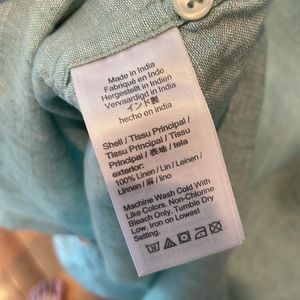 Made in India
Fabriqué en Inde
Hergestellt in Indien
Vervaardigd in India
インド製
hecho en india
Shell / Tissu Principal /
Tissu Principal / Tissu
Principal / 表地 / tela
exterior:
100% Linen / Lin / Leinen /
Linnen / 麻 / lino
Machine Wash Cold With
Like Colors. Non-Chlorine
Bleach Only. Tumble Dry
Low. Iron on Lowest
Setting.